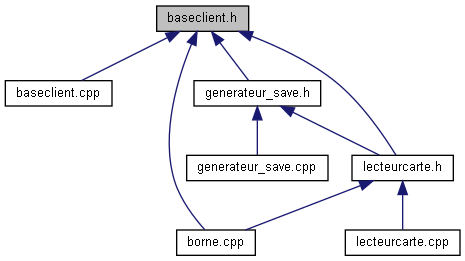 baseclient.h
baseclient.cpp
generateur_save.h
generateur_save.cpp
lecteurcarte.h
borne.cpp
lecteurcarte.cpp